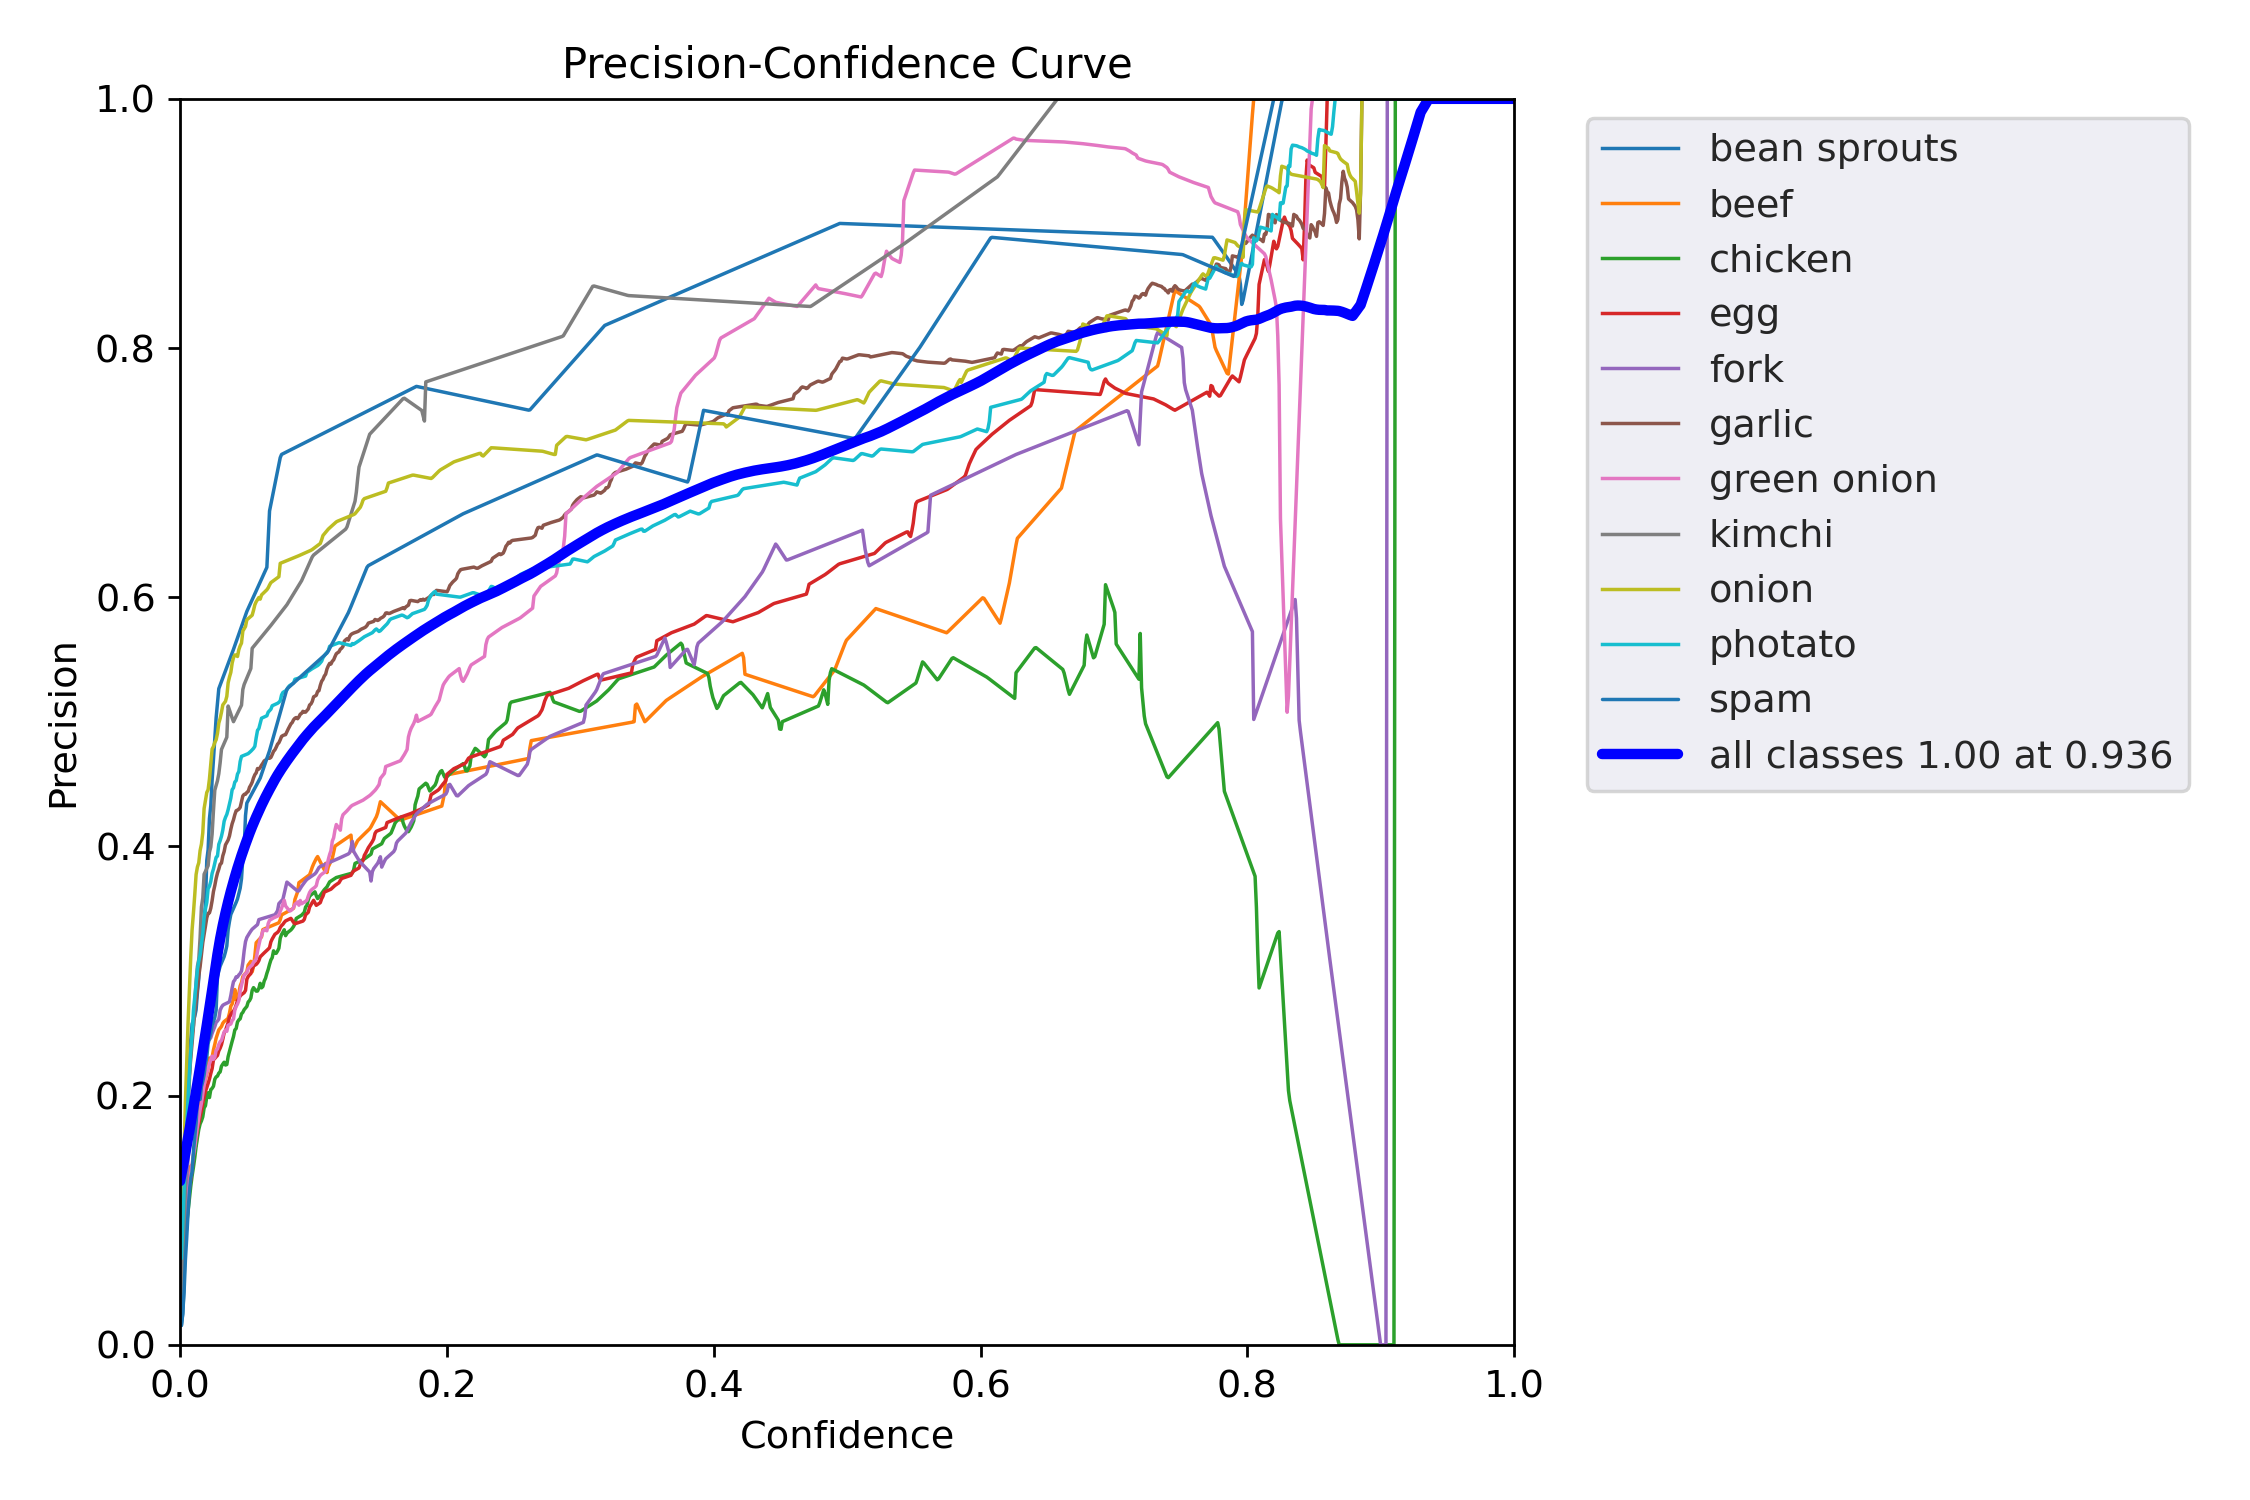 Precision-Confidence Curve
1.0
0.8
0.6
0.4
0.2
0.0
Precision
0.0 0.2 0.4 0.6 0.8 1.0
Confidence
bean sprouts
beef
chicken
egg
fork
garlic
green onion
kimchi
onion
photato
spam
all classes 1.00 at 0.936